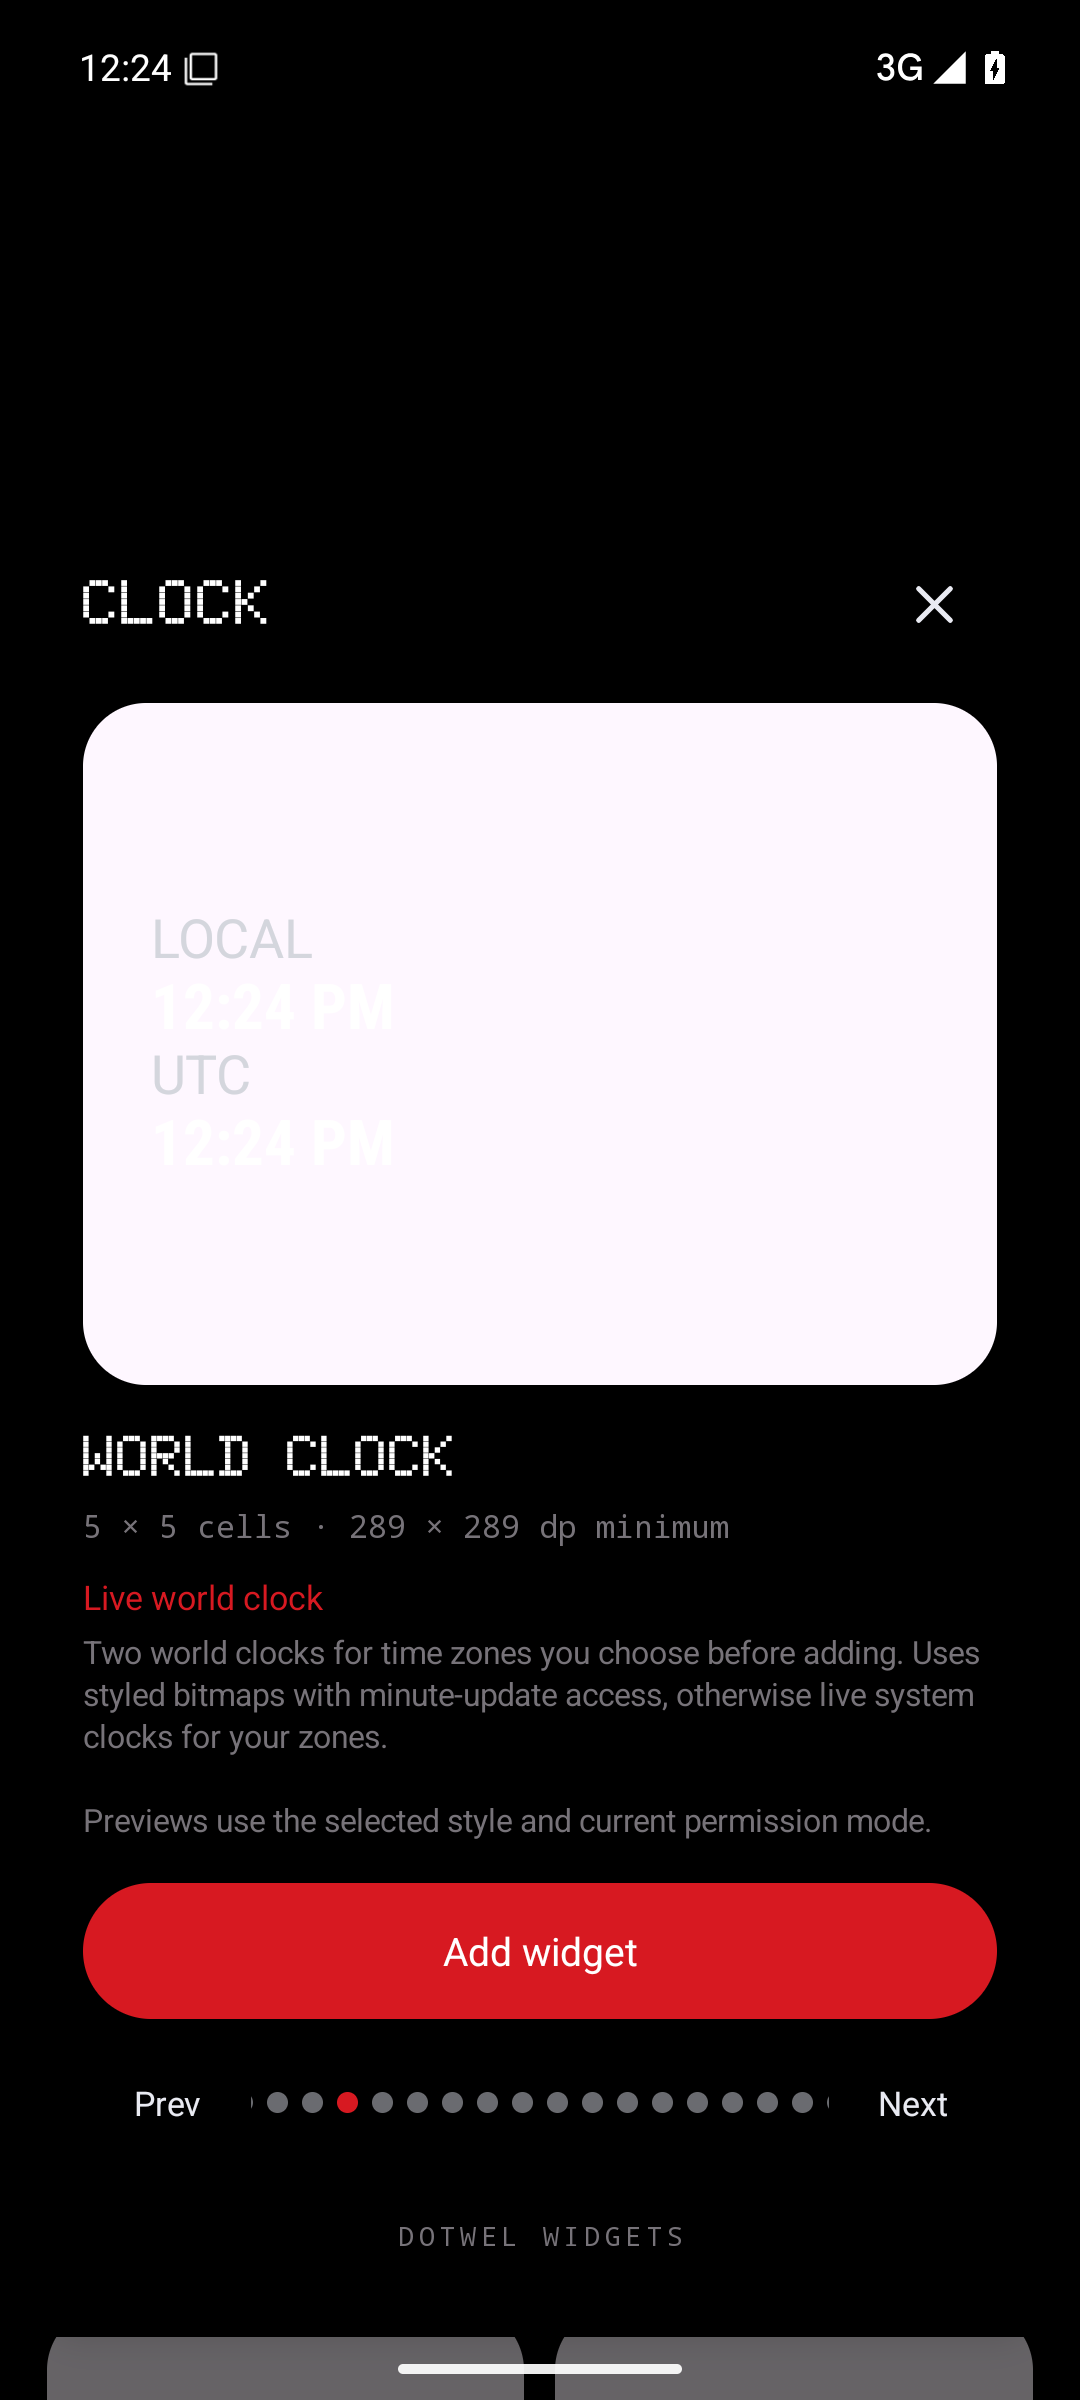 12:24
3G
CLOCK
LOCAL
12:24 PM
UTC
12:24 PM
WORLD CLOCK
5 × 5 cells · 289 × 289 dp minimum
Live world clock
Two world clocks for time zones you choose before adding. Uses
styled bitmaps with minute-update access, otherwise live system
clocks for your zones.
Previews use the selected style and current permission mode.
Add widget
Prev
Next
DOTWEL WIDGETS